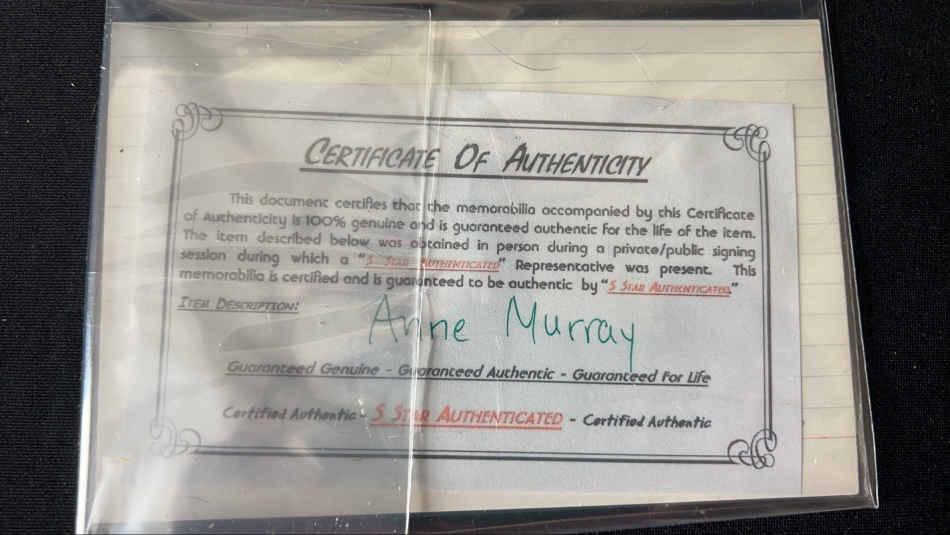 CERTIFICATE OF AUTHENTICITY
This document certifies that the memorabilia accompanied by this Certificate
of Authenticity is 100% genuine and is guaranteed authentic for the life of the item.
The item described below was obtained in person during a private/public signing
session during which a "5 STAR AUTHENTICATED" Representative was present. This
memorabilia is certified and is guaranteed to be authentic by "5 STAR AUTHENTICATED."
ITEM DESCRIPTION:
Anne Murray
Guaranteed Genuine - Guaranteed Authentic - Guaranteed For Life
Certified Authentic - 5 STAR AUTHENTICATED - Certified Authentic